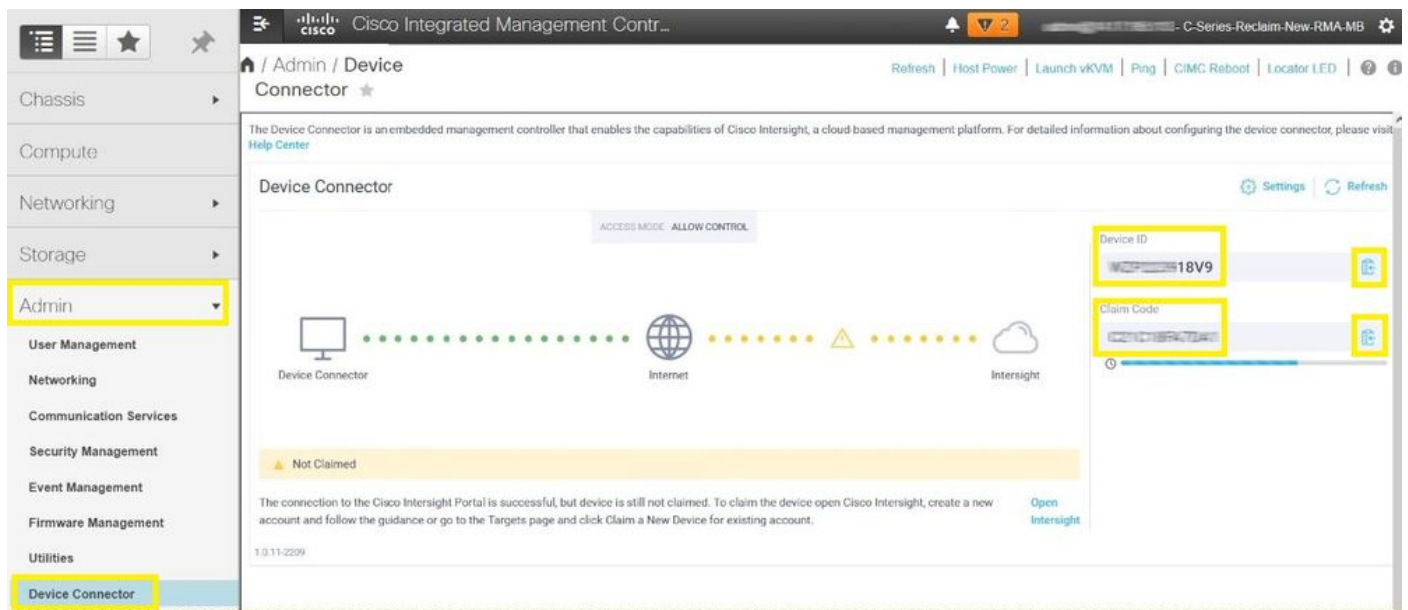 cisco Cisco Integrated Management Contr...
2
- C-Series-Reclaim-New-RMA-MB
/ Admin / Device
Connector
Refresh | Host Power | Launch vKVM | Ping | CIMC Reboot | Locator LED |
Chassis
Compute
Networking
Storage
Admin
User Management
Networking
Communication Services
Security Management
Event Management
Firmware Management
Utilities
Device Connector
The Device Connector is an embedded management controller that enables the capabilities of Cisco Intersight, a cloud-based management platform. For detailed information about configuring the device connector, please visit
Help Center
Device Connector
Settings | Refresh
ACCESS MODE ALLOW CONTROL
Device ID
18V9
Claim Code
Device Connector
Internet
Intersight
Not Claimed
The connection to the Cisco Intersight Portal is successful, but device is still not claimed. To claim the device open Cisco Intersight, create a new
account and follow the guidance or go to the Targets page and click Claim a New Device for existing account.
Open
Intersight
1.0.11-2209